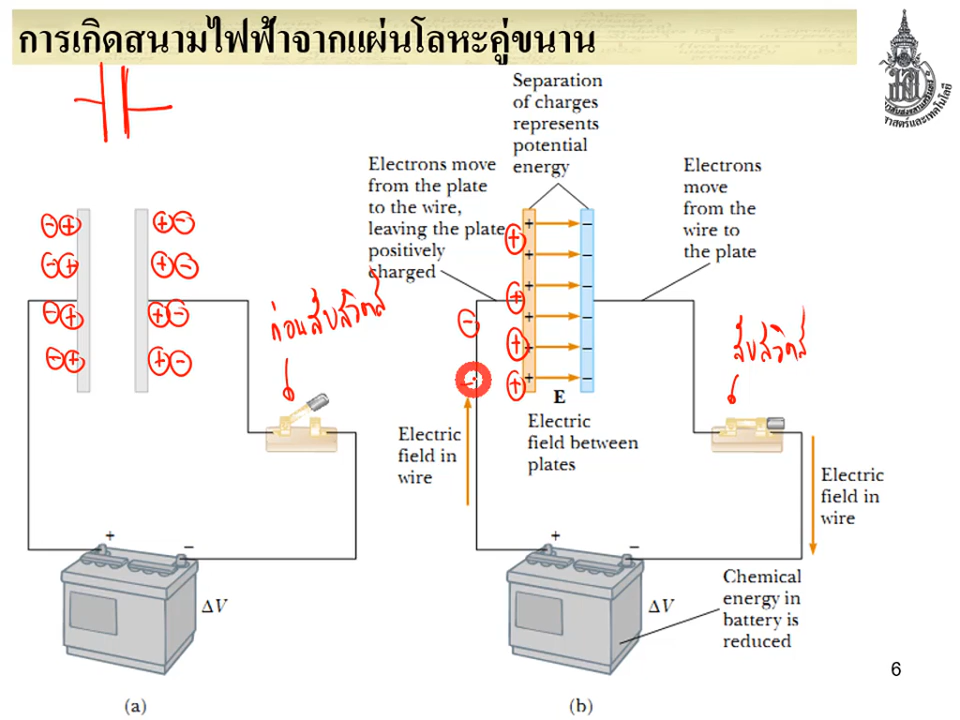 การเกิดสนามไฟฟ้าจากแผ่นโลหะคู่ขนาน
Separation
of charges
represents
potential
energy
Electrons move
from the plate
to the wire,
leaving the plate
positively
charged
Electrons
move
from the
wire to
the plate
ก่อนสับสวิตส์
สับสวิตส์
E
Electric
field between
plates
Electric
field in
wire
Electric
field in
wire
+
−
ΔV
+
−
ΔV
Chemical
energy in
battery is
reduced
(a)
(b)
6